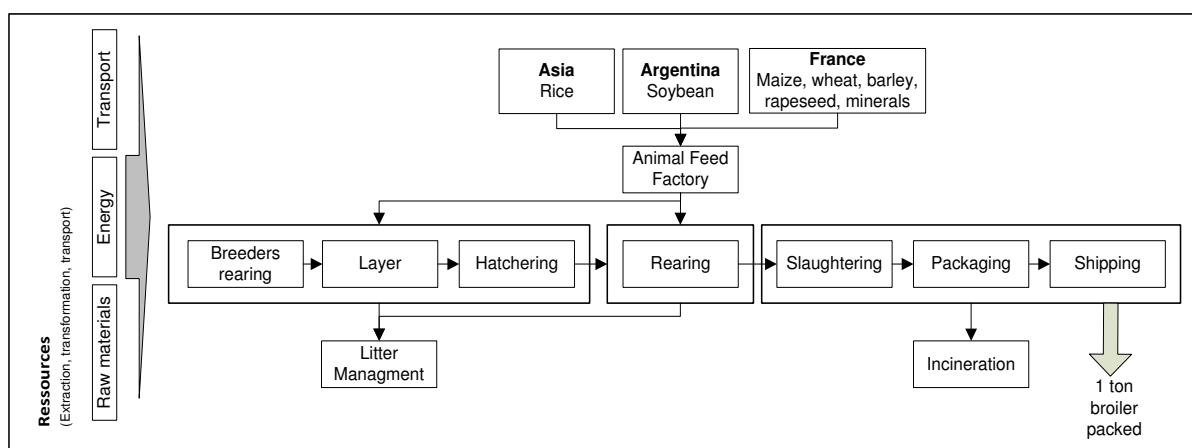 Transport
Energy
Raw materials
Ressources
(Extraction, transformation, transport)
Asia
Rice
Argentina
Soybean
France
Maize, wheat, barley,
rapeseed, minerals
Animal Feed
Factory
Breeders
rearing
Layer
Hatchering
Rearing
Slaughtering
Packaging
Shipping
Litter
Managment
Incineration
1 ton
broiler
packed